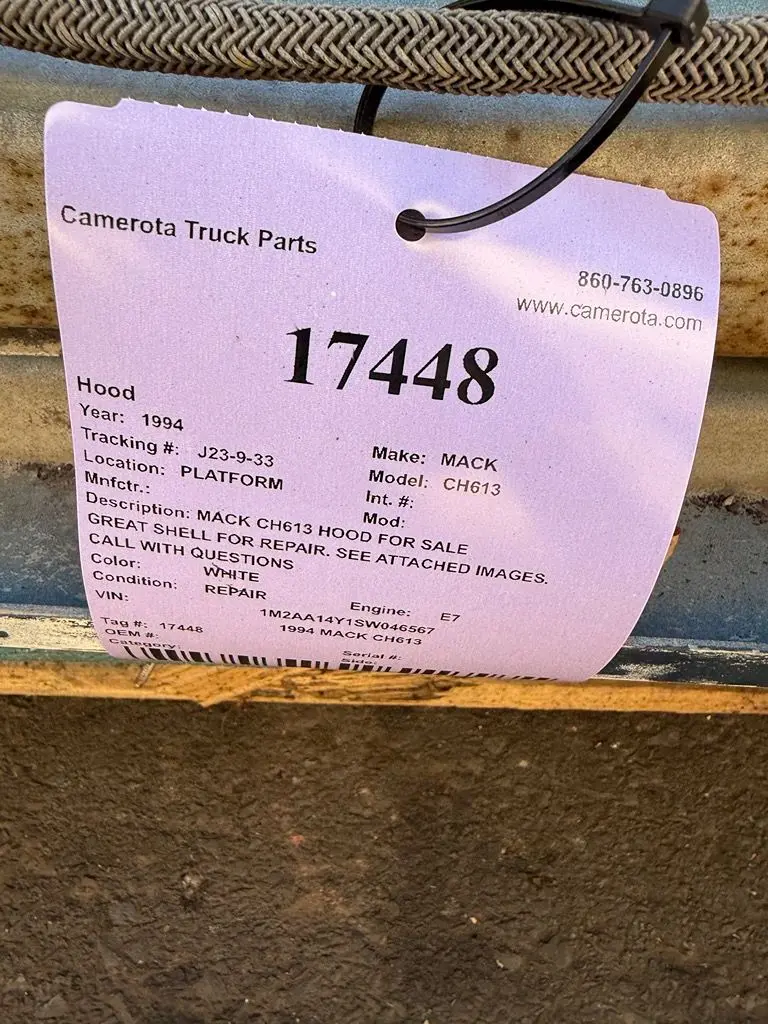 Camerota Truck Parts
860-763-0896
www.camerota.com
17448
Hood
Year: 1994
Tracking #: J23-9-33 Make: MACK
Location: PLATFORM Model: CH613
Mnfctr.: Int. #:
Mod:
Description: MACK CH613 HOOD FOR SALE
GREAT SHELL FOR REPAIR. SEE ATTACHED IMAGES.
CALL WITH QUESTIONS
Color: WHITE
Condition: REPAIR Engine: E7
VIN: 1M2AA14Y1SW046567
Tag #: 17448 1994 MACK CH613
OEM #: Serial #:
Category: Side: